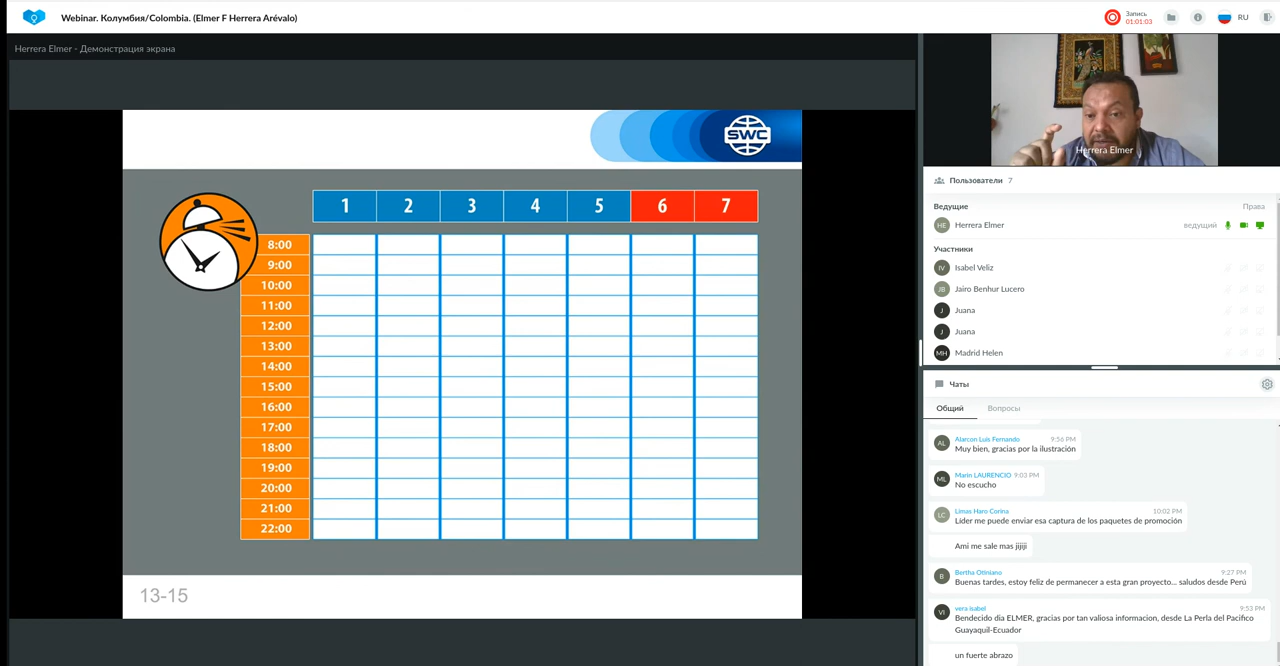 Webinar. Колумбия/Colombia. (Elmer F Herrera Arévalo)
Запись
01:01:03
RU
Herrera Elmer - Демонстрация экрана
SWC
1 2 3 4 5 6 7
8:00
9:00
10:00
11:00
12:00
13:00
14:00
15:00
16:00
17:00
18:00
19:00
20:00
21:00
22:00
13-15
Herrera Elmer
Пользователи 7
Ведущие Права
HE Herrera Elmer ведущий
Участники
IV Isabel Veliz
JB Jairo Benhur Lucero
J Juana
J Juana
MH Madrid Helen
Чаты
Общий Вопросы
AL Alarcon Luis Fernando 9:56 PM
Muy bien, gracias por la ilustración
ML Marin LAURENCIO 9:03 PM
No escucho
LC Limas Haro Corina 10:02 PM
Líder me puede enviar esa captura de los paquetes de promoción
Ami me sale mas jijiji
B Bertha Otiniano 9:27 PM
Buenas tardes, estoy feliz de permanecer a esta gran proyecto... saludos desde Perú
VI vera isabel 9:53 PM
Bendecido dia ELMER, gracias por tan valiosa informacion, desde La Perla del Pacifico
Guayaquil-Ecuador
un fuerte abrazo